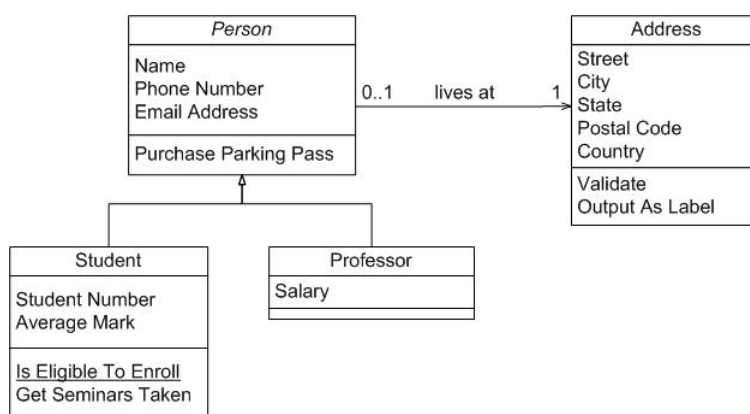 Person
Name
Phone Number
Email Address
Purchase Parking Pass
0..1 lives at 1
Address
Street
City
State
Postal Code
Country
Validate
Output As Label
Student
Student Number
Average Mark
Is Eligible To Enroll
Get Seminars Taken
Professor
Salary